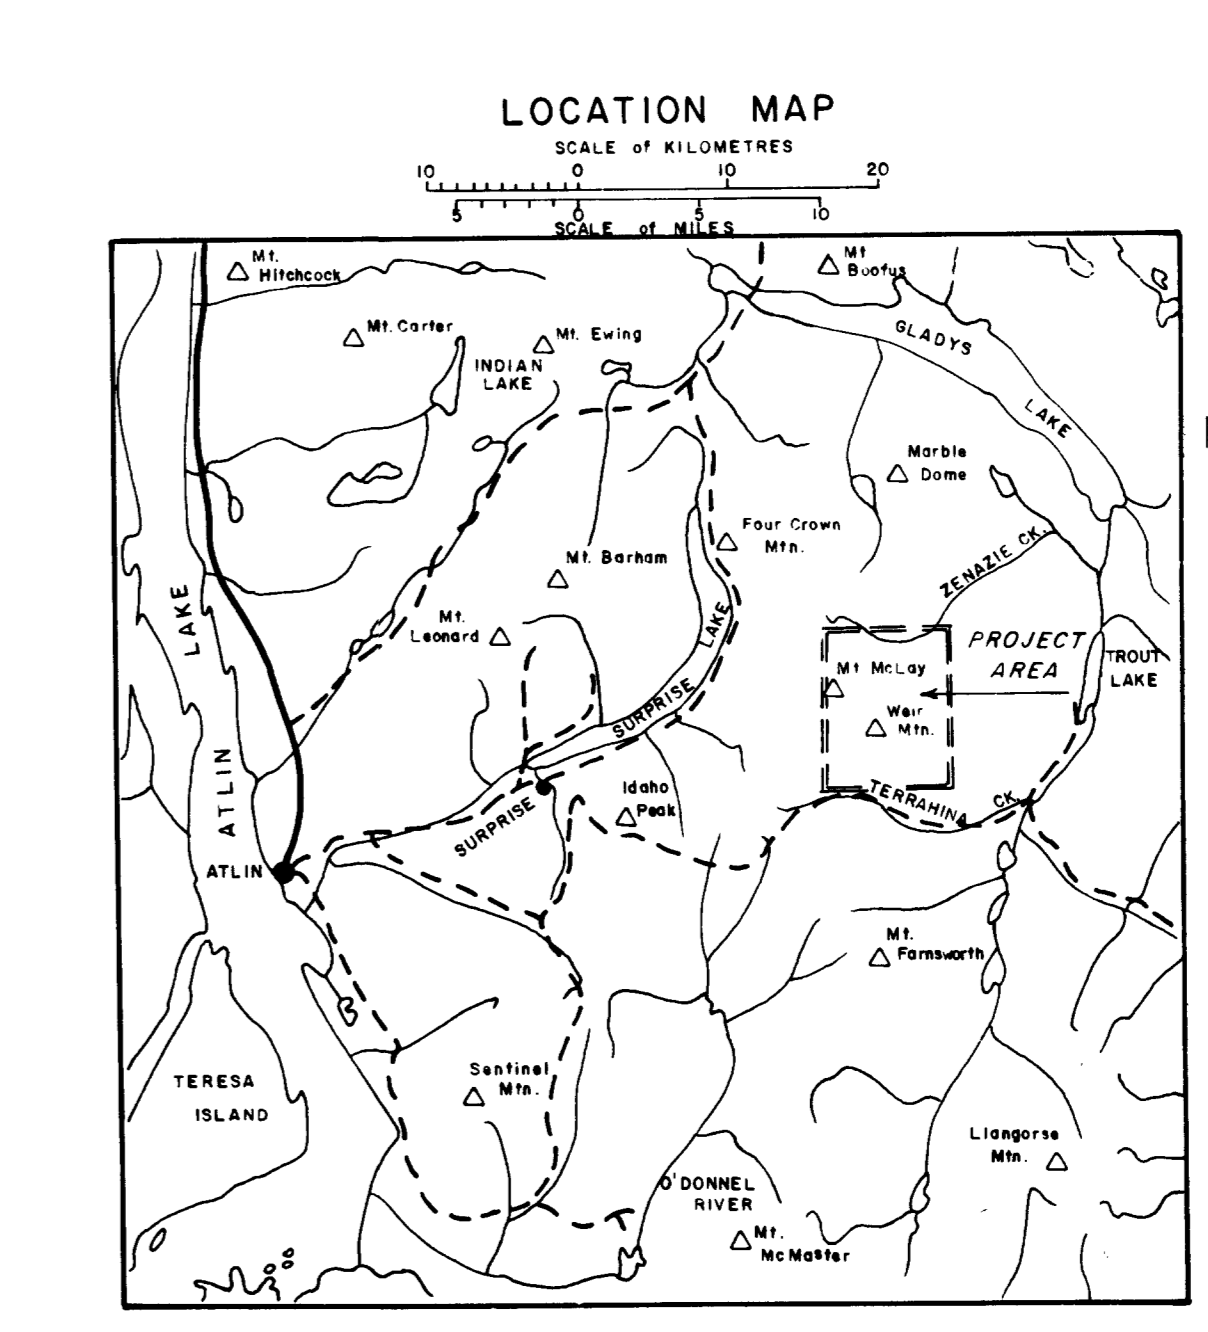 LOCATION MAP
SCALE of KILOMETRES
10 0 10 20
5 0 5 10
SCALE of MILES
Mt.
Hitchcock
Mt
Boofus
Mt. Carter
Mt. Ewing
INDIAN
LAKE
GLADYS
LAKE
Marble
Dome
Four Crown
Mtn.
ZENAZIE CK.
Mt. Barham
LAKE
Mt.
Leonard
LAKE
PROJECT
AREA
TROUT
LAKE
Mt McLay
SURPRISE
Weir
Mtn.
ATLIN
Idaho
Peak
TERRAHINA CK.
SURPRISE
ATLIN
Mt.
Farnsworth
Sentinel
Mtn.
TERESA
ISLAND
Llangorse
Mtn.
O'DONNEL
RIVER
Mt.
McMaster